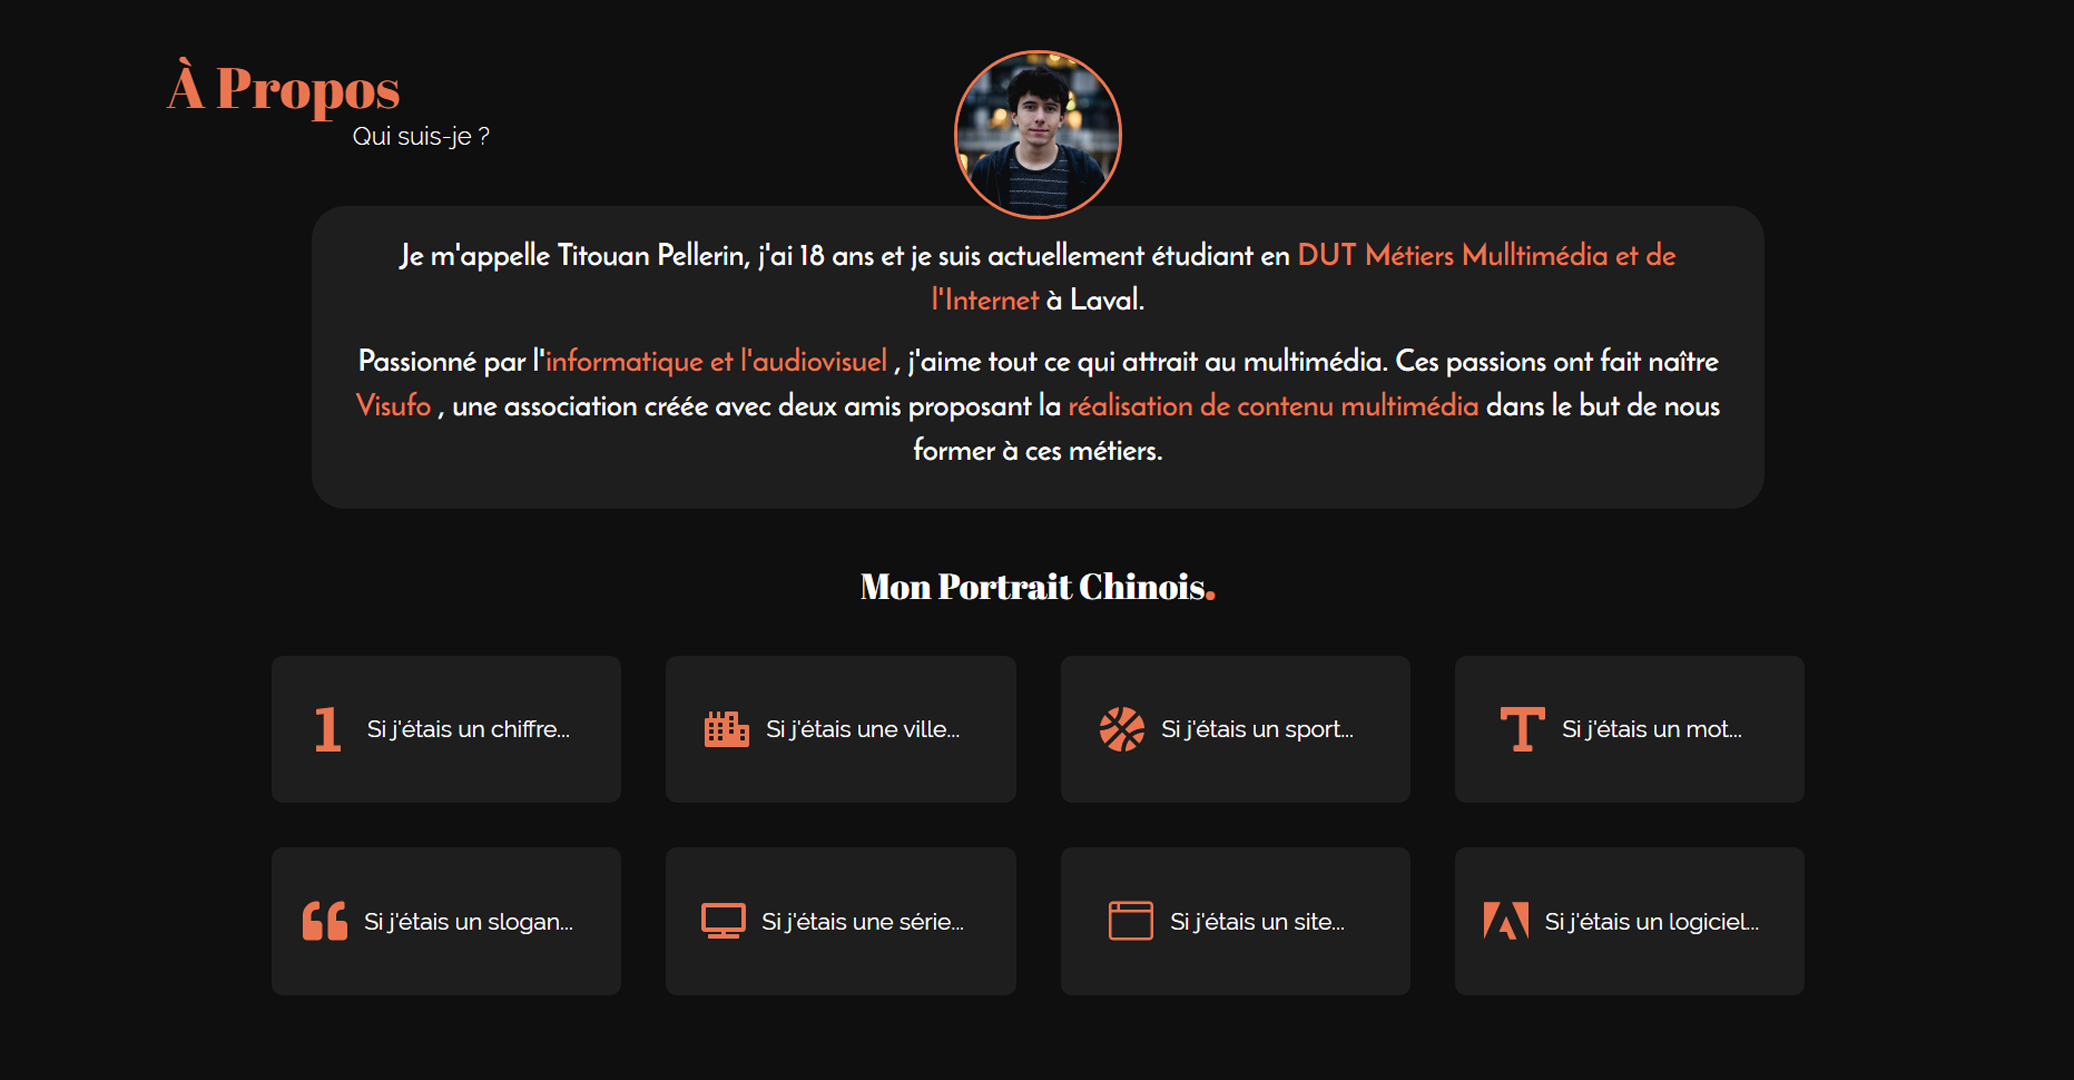 À Propos
Qui suis-je ?
Je m'appelle Titouan Pellerin, j'ai 18 ans et je suis actuellement étudiant en DUT Métiers Mulltimédia et de
l'Internet à Laval.
Passionné par l'informatique et l'audiovisuel , j'aime tout ce qui attrait au multimédia. Ces passions ont fait naître
Visufo , une association créée avec deux amis proposant la réalisation de contenu multimédia dans le but de nous
former à ces métiers.
Mon Portrait Chinois.
1 Si j'étais un chiffre...
Si j'étais une ville...
Si j'étais un sport...
T Si j'étais un mot...
Si j'étais un slogan...
Si j'étais une série...
Si j'étais un site...
Si j'étais un logiciel...